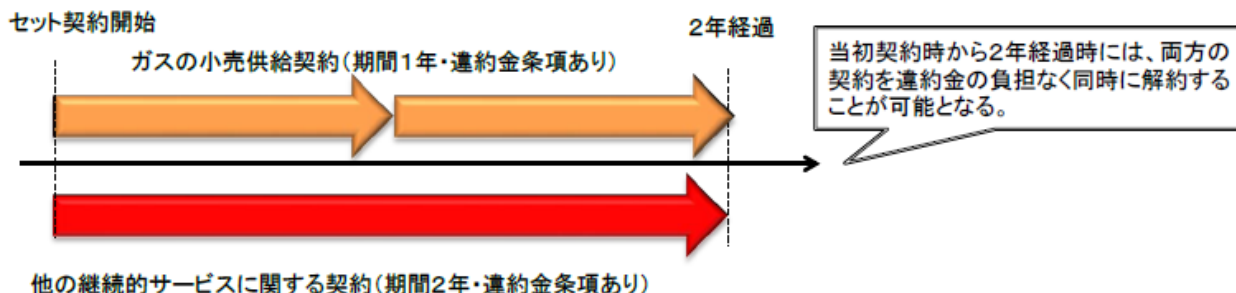 セット契約開始
2年経過
ガスの小売供給契約(期間1年・違約金条項あり)
当初契約時から2年経過時には、両方の
契約を違約金の負担なく同時に解約する
ことが可能となる。
他の継続的サービスに関する契約(期間2年・違約金条項あり)